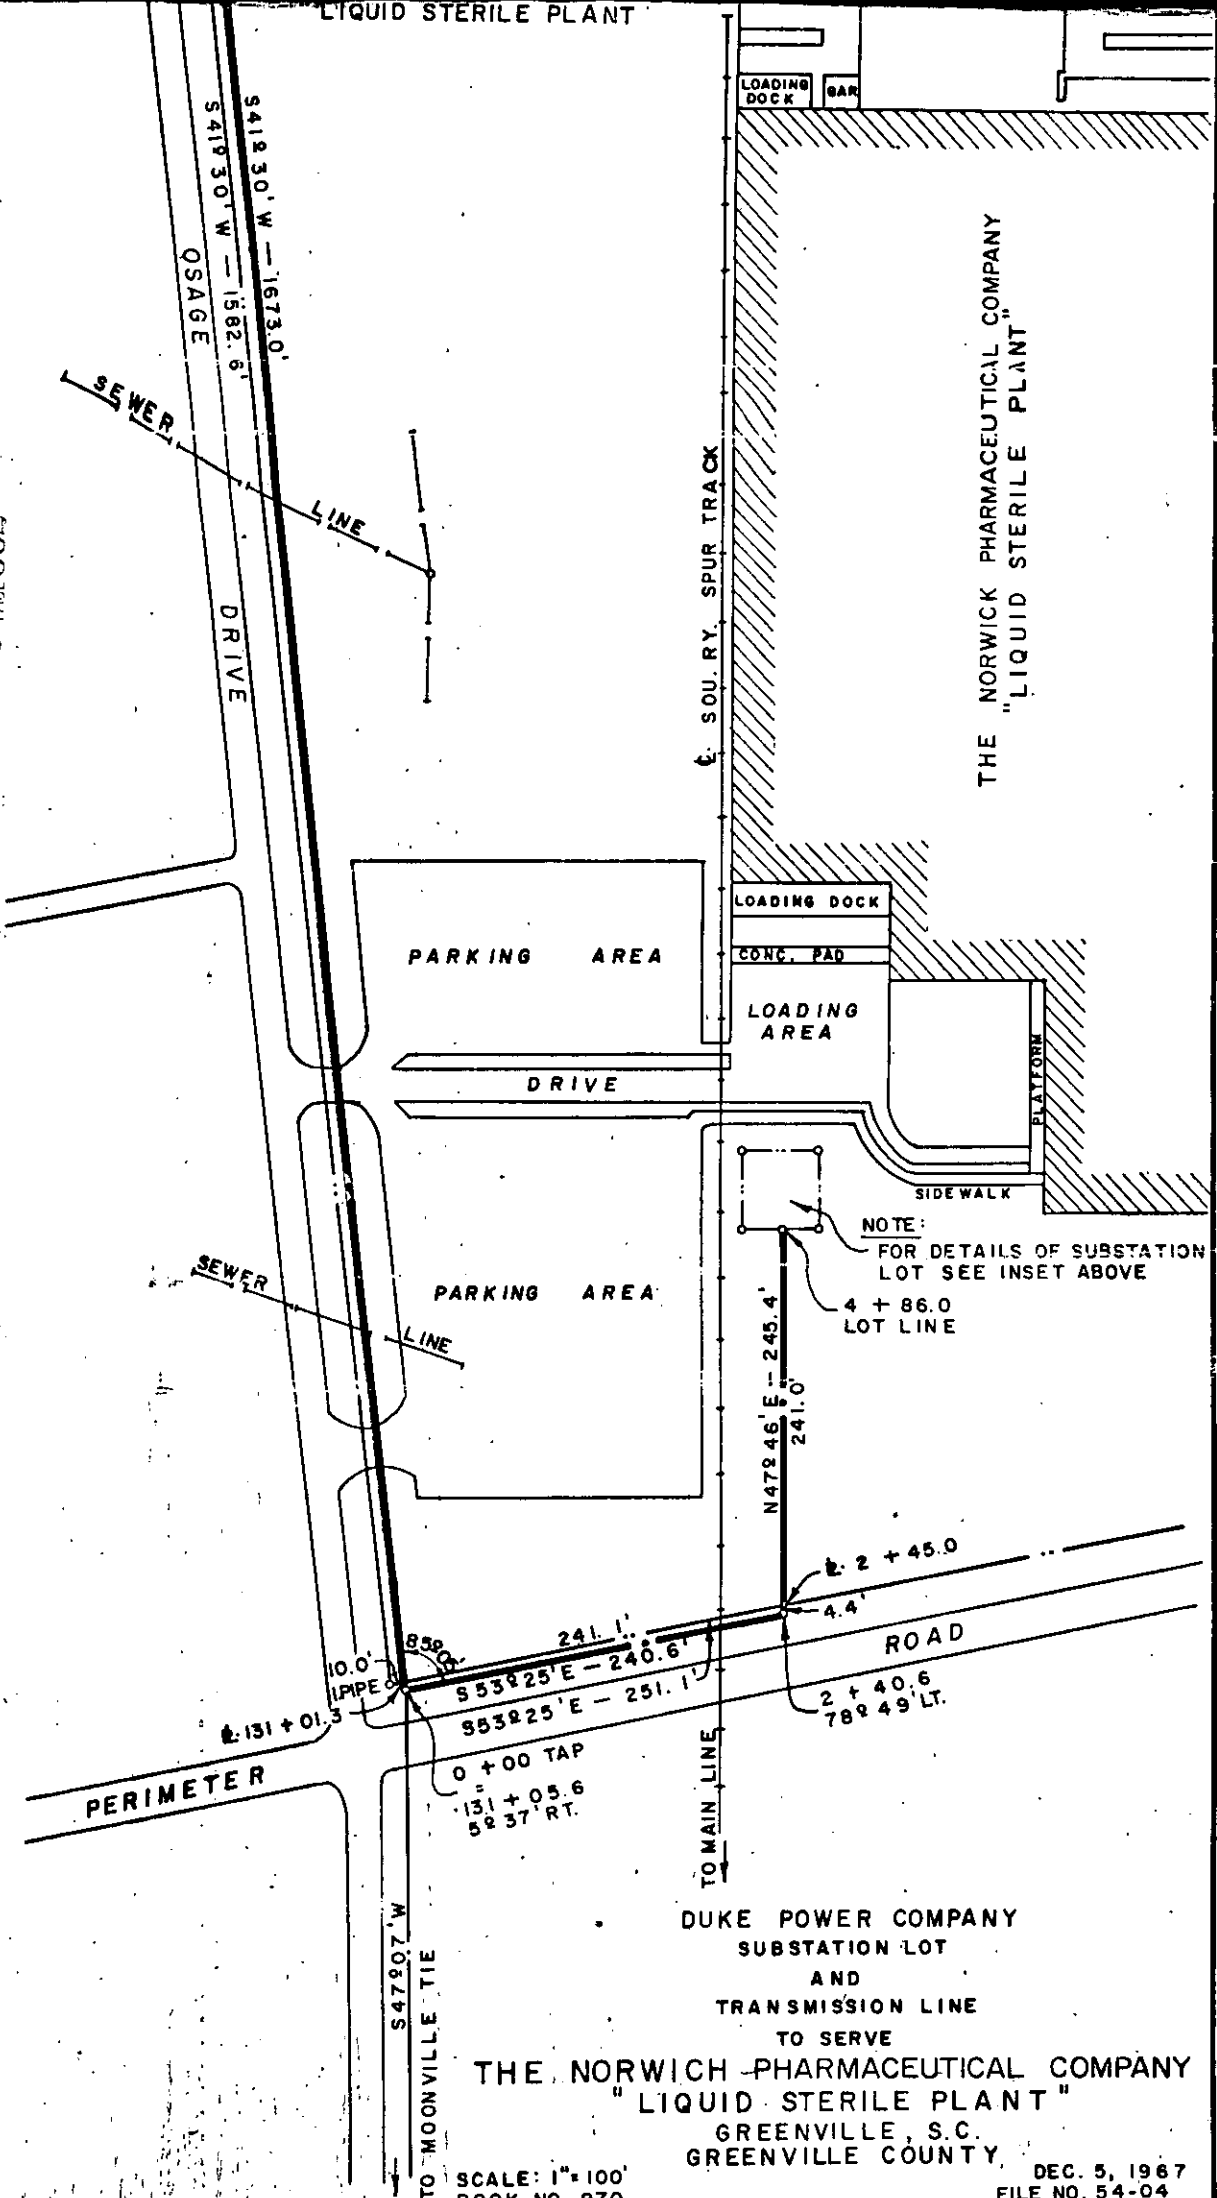 LIQUID STERILE PLANT
LOADING
DOCK
S41º30'W — 1673.0'
S41º30'W — 1582.6'
OSAGE
DRIVE
SEWER
LINE
℄ SOU. RY. SPUR TRACK
THE NORWICK PHARMACEUTICAL COMPANY
"LIQUID STERILE PLANT"
LOADING DOCK
CONC. PAD
PARKING AREA
LOADING
AREA
PLATFORM
DRIVE
SIDEWALK
NOTE:
FOR DETAILS OF SUBSTATION
LOT SEE INSET ABOVE
SEWER
LINE
PARKING AREA
4 + 86.0
LOT LINE
N47º46'E -- 245.4'
241.0'
℄ 2 + 45.0
4.4'
241.1'
85º05'
10.0'
I.PIPE
S53º25'E — 240.6'
S53º25'E — 251.1'
ROAD
2 + 40.6
78º49'LT.
℄ 131 + 01.3
0 + 00 TAP
=
131 + 05.6
5º37'RT.
PERIMETER
TO MAIN LINE
S47º07'W
TO MOONVILLE TIE
DUKE POWER COMPANY
SUBSTATION LOT
AND
TRANSMISSION LINE
TO SERVE
THE NORWICH PHARMACEUTICAL COMPANY
"LIQUID STERILE PLANT"
GREENVILLE, S.C.
GREENVILLE COUNTY
SCALE: 1"=100'
DEC. 5, 1967
FILE NO. 54-04